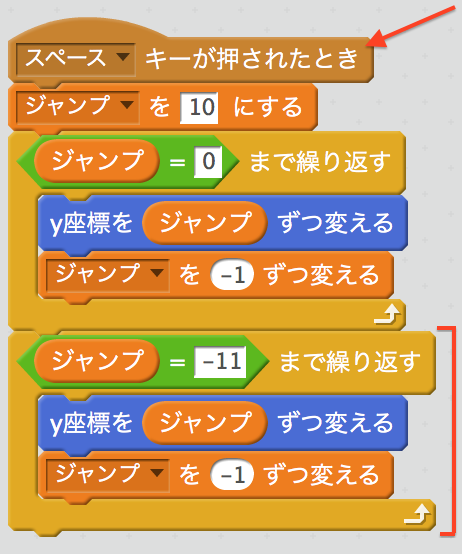 スペース キーが押されたとき
ジャンプ を 10 にする
ジャンプ = 0 まで繰り返す
y座標を ジャンプ ずつ変える
ジャンプ を -1 ずつ変える
ジャンプ = -11 まで繰り返す
y座標を ジャンプ ずつ変える
ジャンプ を -1 ずつ変える